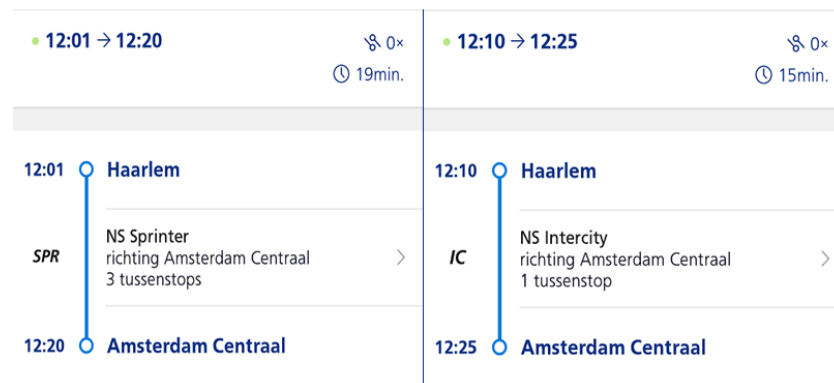 12:01 → 12:20
0×
19min.
12:01 Haarlem
NS Sprinter
SPR richting Amsterdam Centraal
3 tussenstops
12:20 Amsterdam Centraal
12:10 → 12:25
0×
15min.
12:10 Haarlem
NS Intercity
IC richting Amsterdam Centraal
1 tussenstop
12:25 Amsterdam Centraal